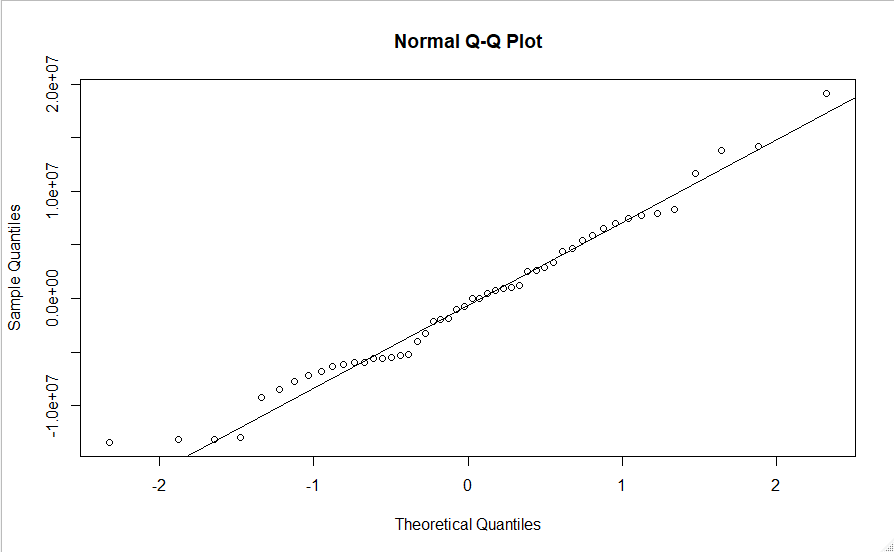 Normal Q-Q Plot
Sample Quantiles
2.0e+07
1.0e+07
0.0e+00
-1.0e+07
-2
-1
0
1
2
Theoretical Quantiles